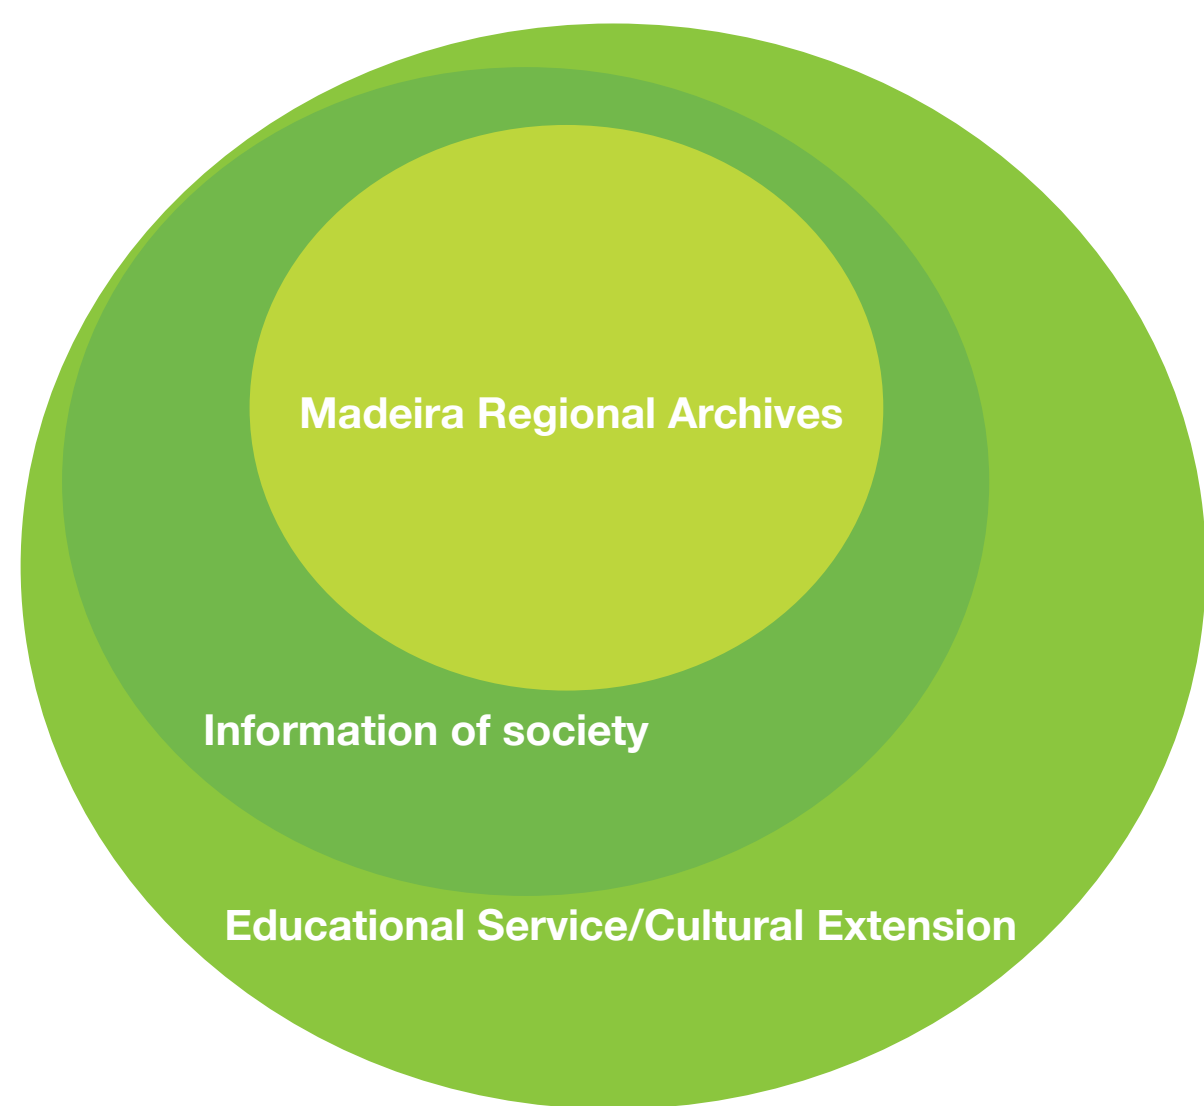 Madeira Regional Archives
Information of society
Educational Service/Cultural Extension